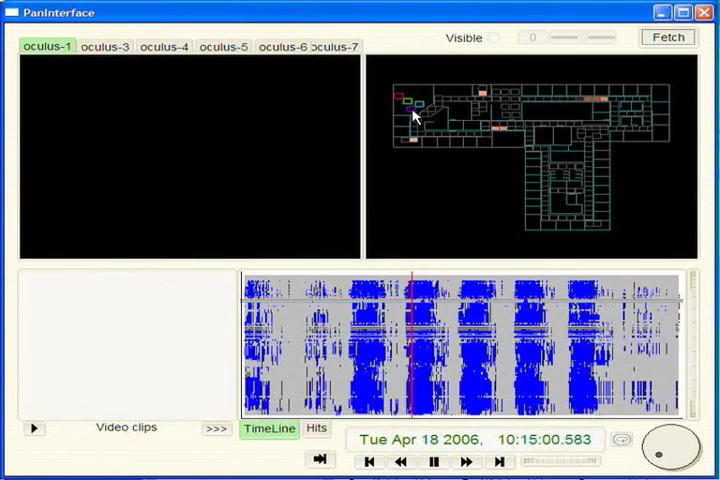 PanInterface
oculus-1 oculus-3 oculus-4 oculus-5 oculus-6 oculus-7
Visible 0 Fetch
Video clips >>> TimeLine Hits
Tue Apr 18 2006, 10:15:00.583